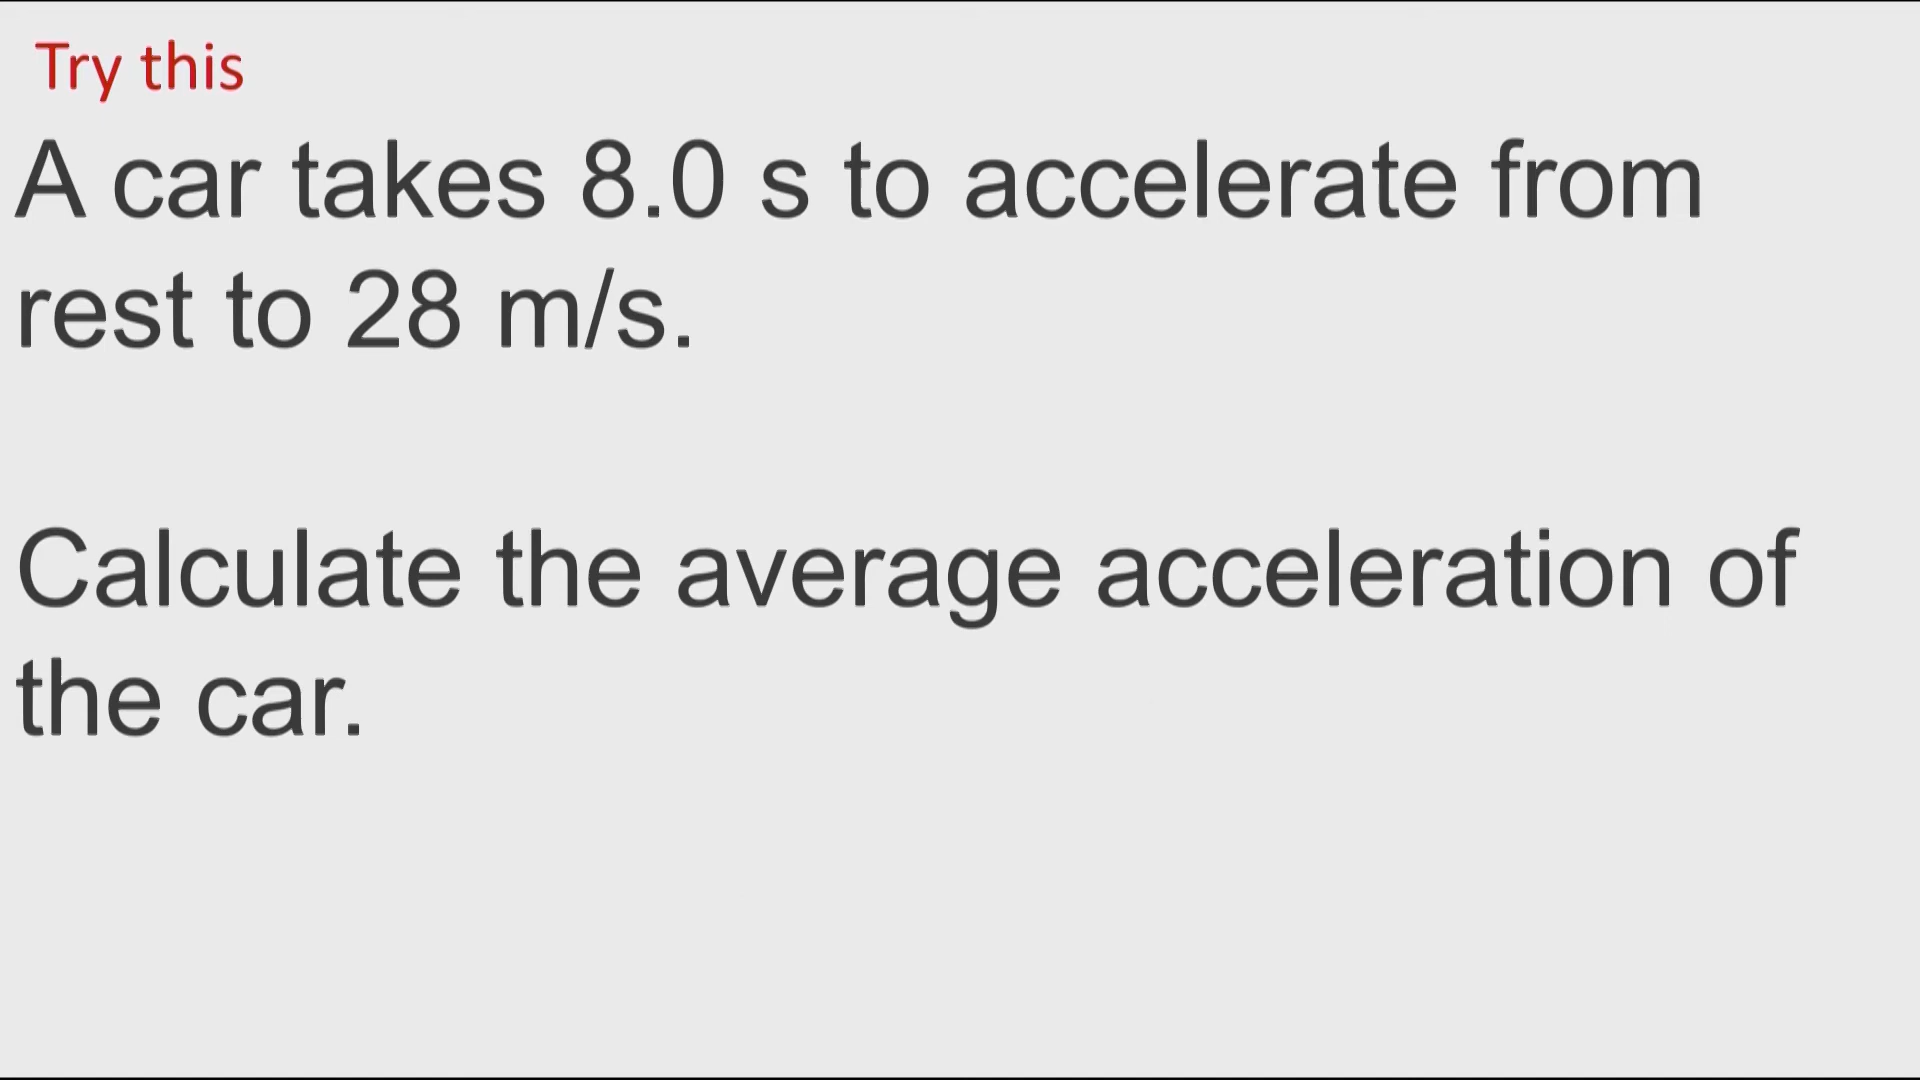 Try this
A car takes 8.0 s to accelerate from
rest to 28 m/s.
Calculate the average acceleration of
the car.